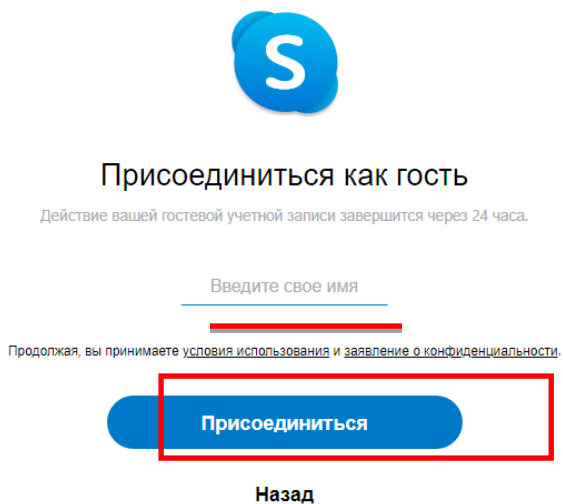 S
Присоединиться как гость
Действие вашей гостевой учетной записи завершится через 24 часа.
Введите свое имя
Продолжая, вы принимаете условия использования и заявление о конфиденциальности.
Присоединиться
Назад